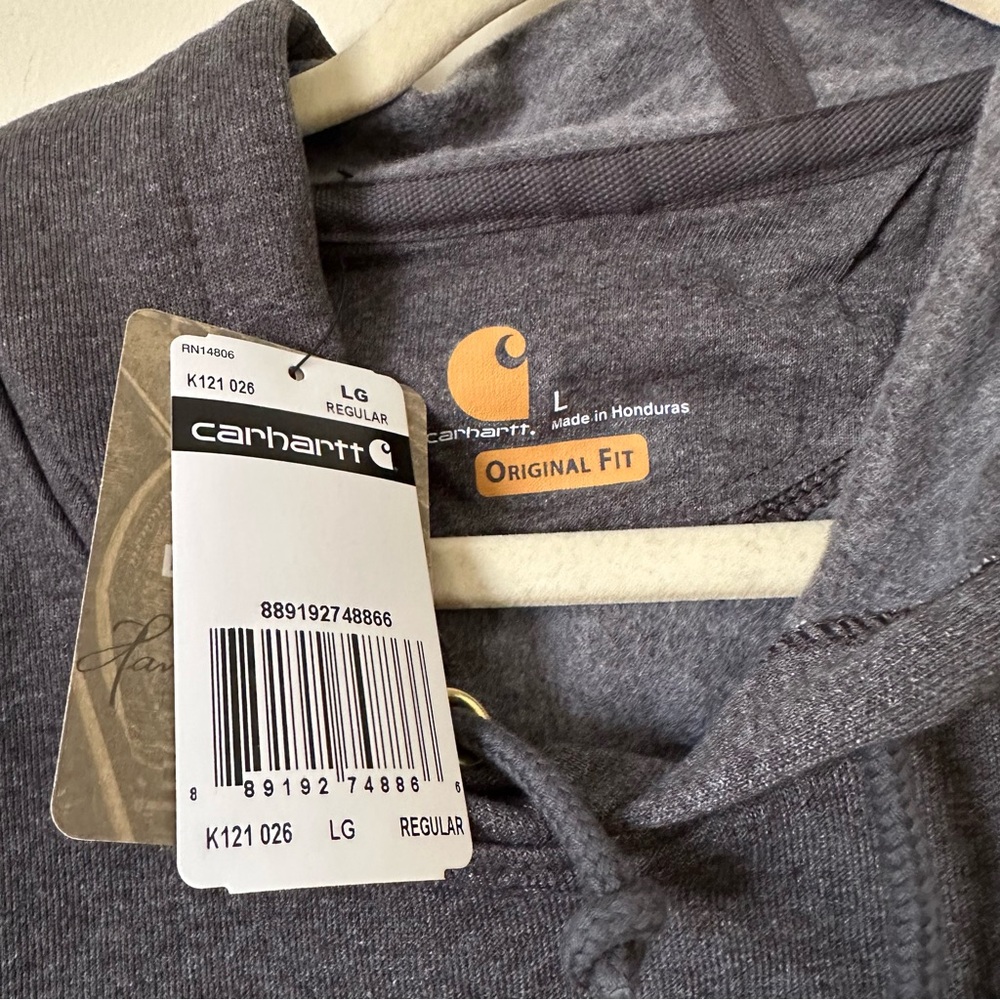 RN14806
K121 026
LG
REGULAR
carhartt
889192748866
8 89192 74886 6
K121 026 LG REGULAR
L
Made in Honduras
carhartt.
ORIGINAL FIT